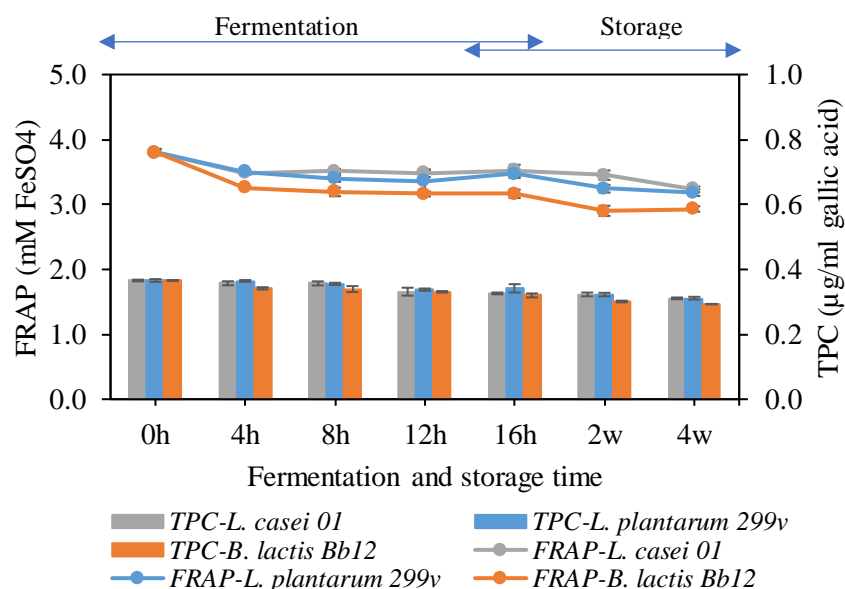 Fermentation Storage
5.0 1.0
4.0 0.8
3.0 0.6
2.0 0.4
1.0 0.2
0.0 0.0
FRAP (mM FeSO4)
TPC (µg/ml gallic acid)
0h 4h 8h 12h 16h 2w 4w
Fermentation and storage time
TPC-L. casei 01 TPC-L. plantarum 299v
TPC-B. lactis Bb12 FRAP-L. casei 01
FRAP-L. plantarum 299v FRAP-B. lactis Bb12